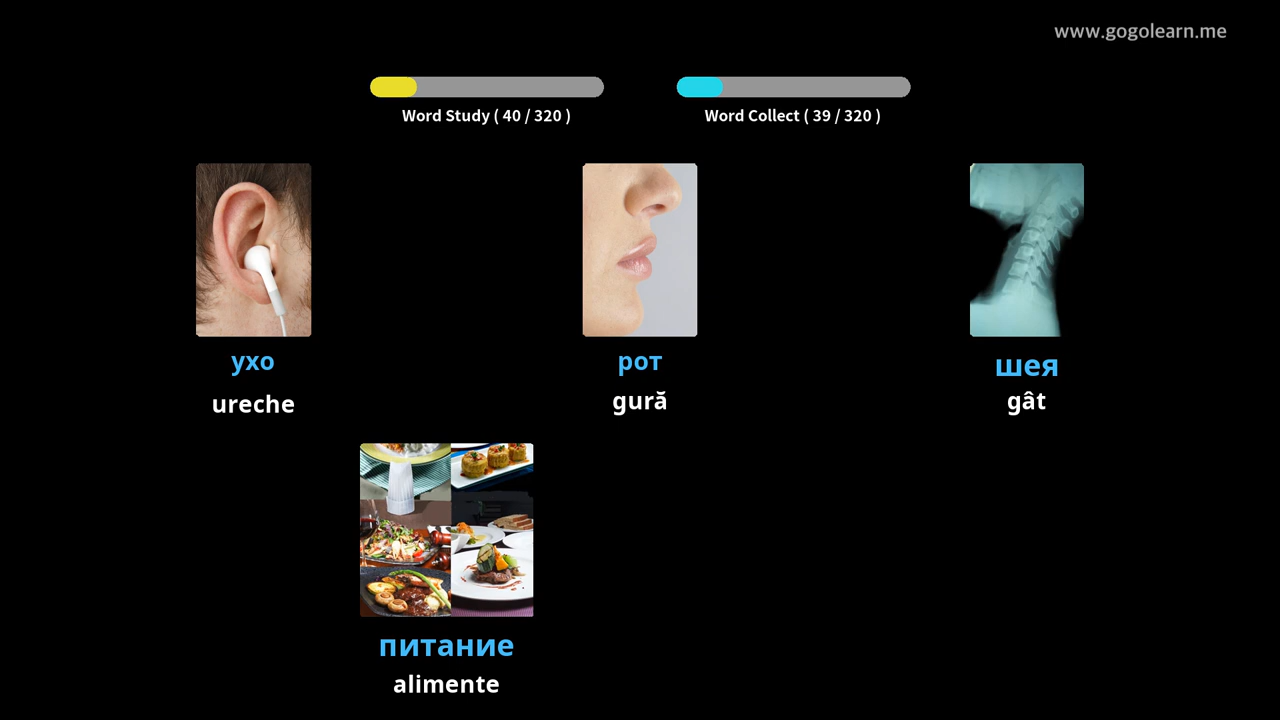 www.gogolearn.me
Word Study ( 40 / 320 )
Word Collect ( 39 / 320 )
ухо
рот
шея
ureche
gură
gât
питание
alimente